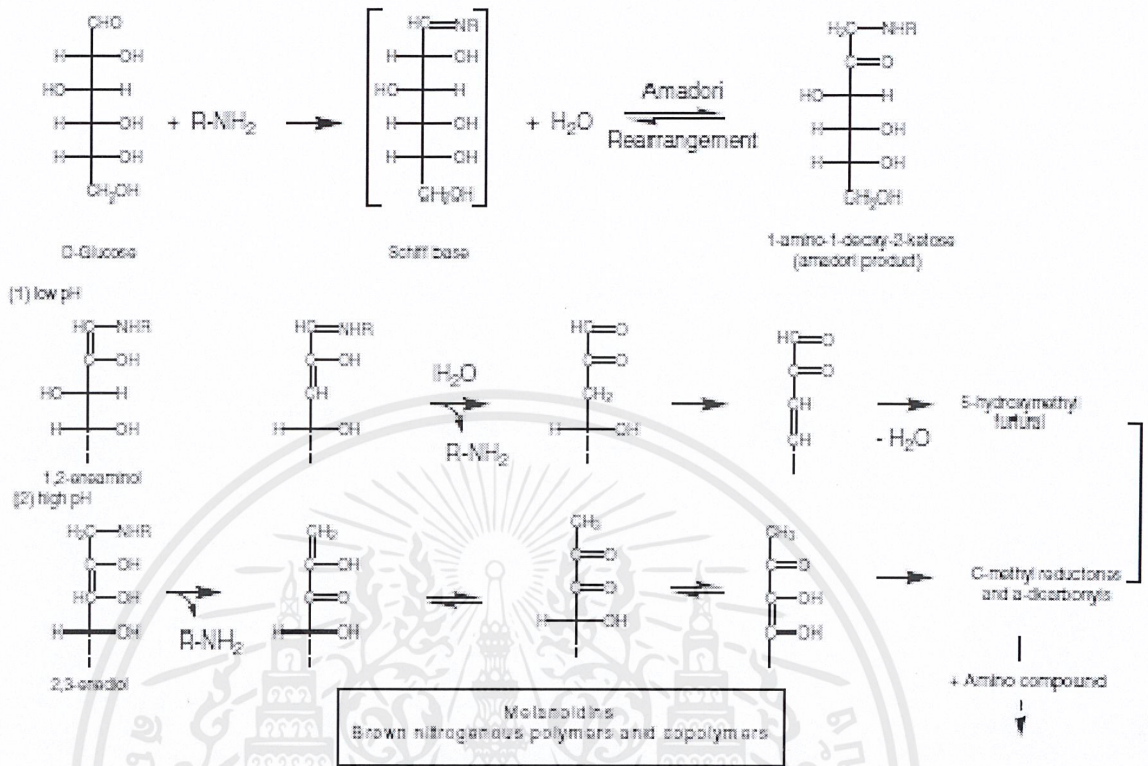 CHO
HC=NR
H₂C—NHR
H OH
H OH
C=O
HO H
HO H
HO H
+ R-NH₂
+ H₂O
Amadori
Rearrangement
H OH
H OH
H OH
H OH
H OH
H OH
CH₂OH
CH₂OH
CH₂OH
D-Glucose
Schiff base
1-amino-1-deoxy-2-ketose
(amadori product)
(1) low pH
HC—NHR
HC=NHR
HC=O
HC=O
C—OH
C—OH
C=O
C=O
HO H
CH
H₂O
CH₂
CH
5-hydroxymethyl
furfural
H OH
H OH
R-NH₂
H OH
CH
- H₂O
1,2-eneaminol
(2) high pH
H₂C—NHR
CH₂
CH₃
CH₃
C—OH
C—OH
C=O
C=O
C—OH
C=O
C=O
C—OH
C-methyl reductones
and a-dicarbonyls
H OH
R-NH₂
H OH
H OH
C—OH
2,3-enediol
+ Amino compound
Melanoidins
Brown nitrogenous polymers and copolymers